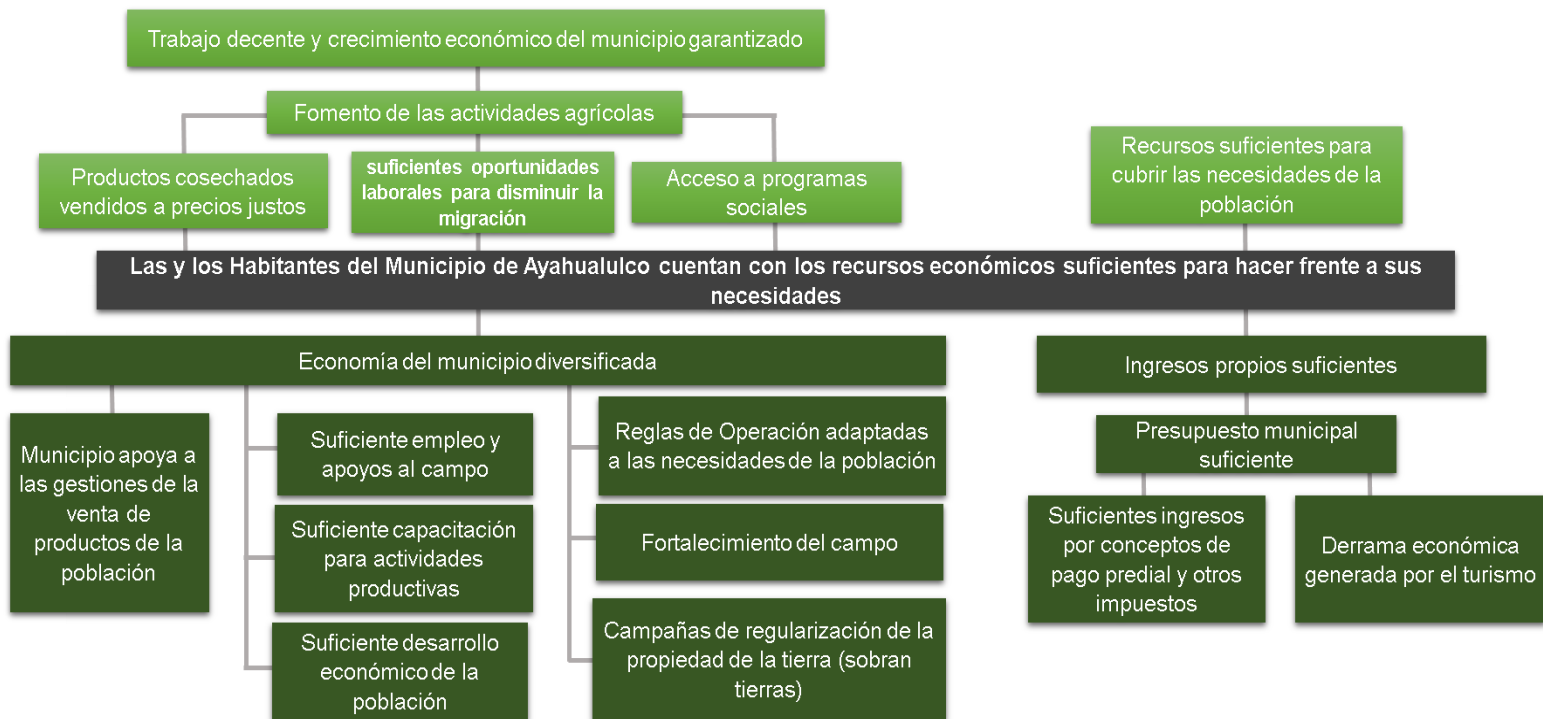 Trabajo decente y crecimiento económico del municipio garantizado
Fomento de las actividades agrícolas
Productos cosechados
vendidos a precios justos
suficientes oportunidades
laborales para disminuir la
migración
Acceso a programas
sociales
Recursos suficientes para
cubrir las necesidades de la
población
Las y los Habitantes del Municipio de Ayahualulco cuentan con los recursos económicos suficientes para hacer frente a sus
necesidades
Economía del municipio diversificada
Municipio apoya a
las gestiones de la
venta de
productos de la
población
Suficiente empleo y
apoyos al campo
Suficiente capacitación
para actividades
productivas
Suficiente desarrollo
económico de la
población
Reglas de Operación adaptadas
a las necesidades de la población
Fortalecimiento del campo
Campañas de regularización de la
propiedad de la tierra (sobran
tierras)
Ingresos propios suficientes
Presupuesto municipal
suficiente
Suficientes ingresos
por conceptos de
pago predial y otros
impuestos
Derrama económica
generada por el turismo